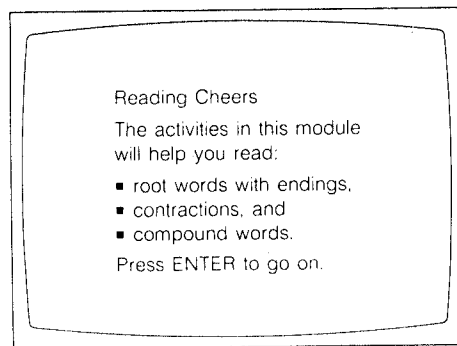 Reading Cheers
The activities in this module
will help you read:
▪ root words with endings,
▪ contractions, and
▪ compound words.
Press ENTER to go on.